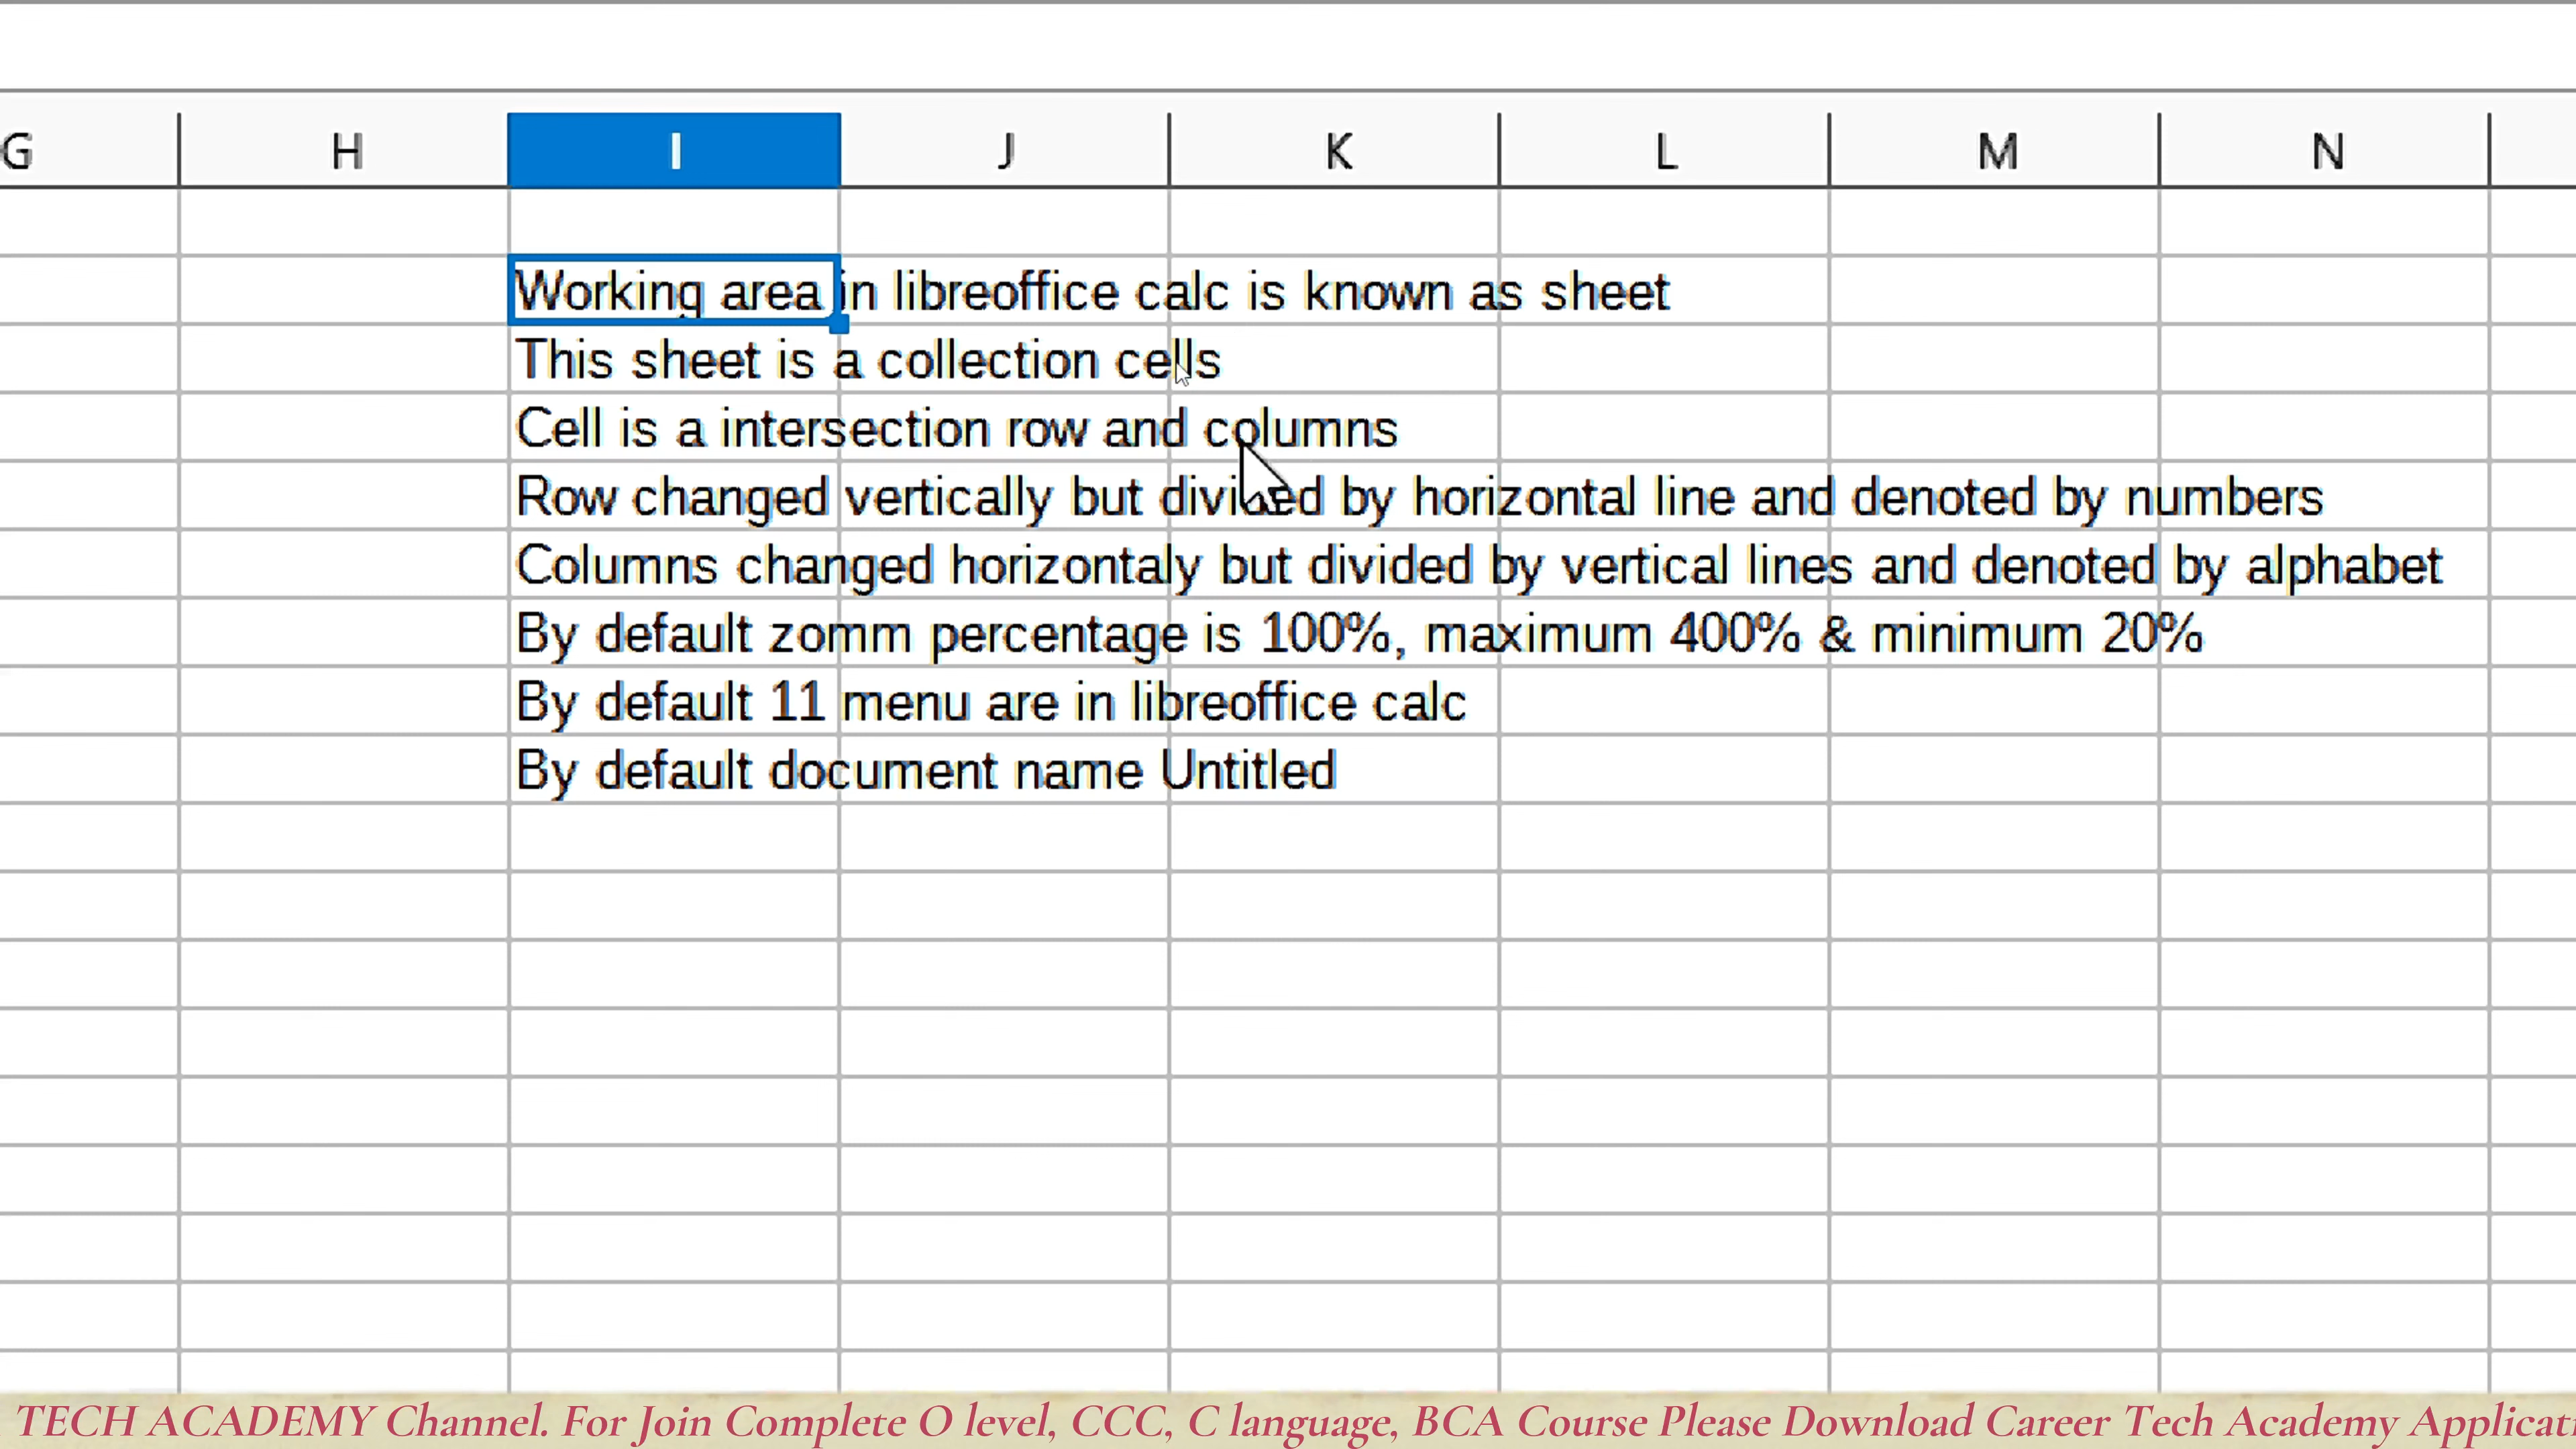 G H I J K L M N
Working area in libreoffice calc is known as sheet
This sheet is a collection cells
Cell is a intersection row and columns
Row changed vertically but divided by horizontal line and denoted by numbers
Columns changed horizontaly but divided by vertical lines and denoted by alphabet
By default zomm percentage is 100%, maximum 400% & minimum 20%
By default 11 menu are in libreoffice calc
By default document name Untitled
TECH ACADEMY Channel. For Join Complete O level, CCC, C language, BCA Course Please Download Career Tech Academy Applicat